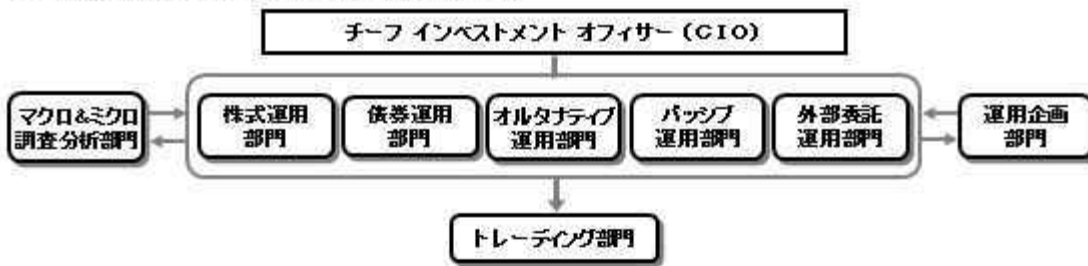 チーフ インベストメント オフィサー (CIO)
マクロ&ミクロ
調査分析部門
株式運用
部門
債券運用
部門
オルタナティブ
運用部門
パッシブ
運用部門
外部委託
運用部門
運用企画
部門
トレーディング部門